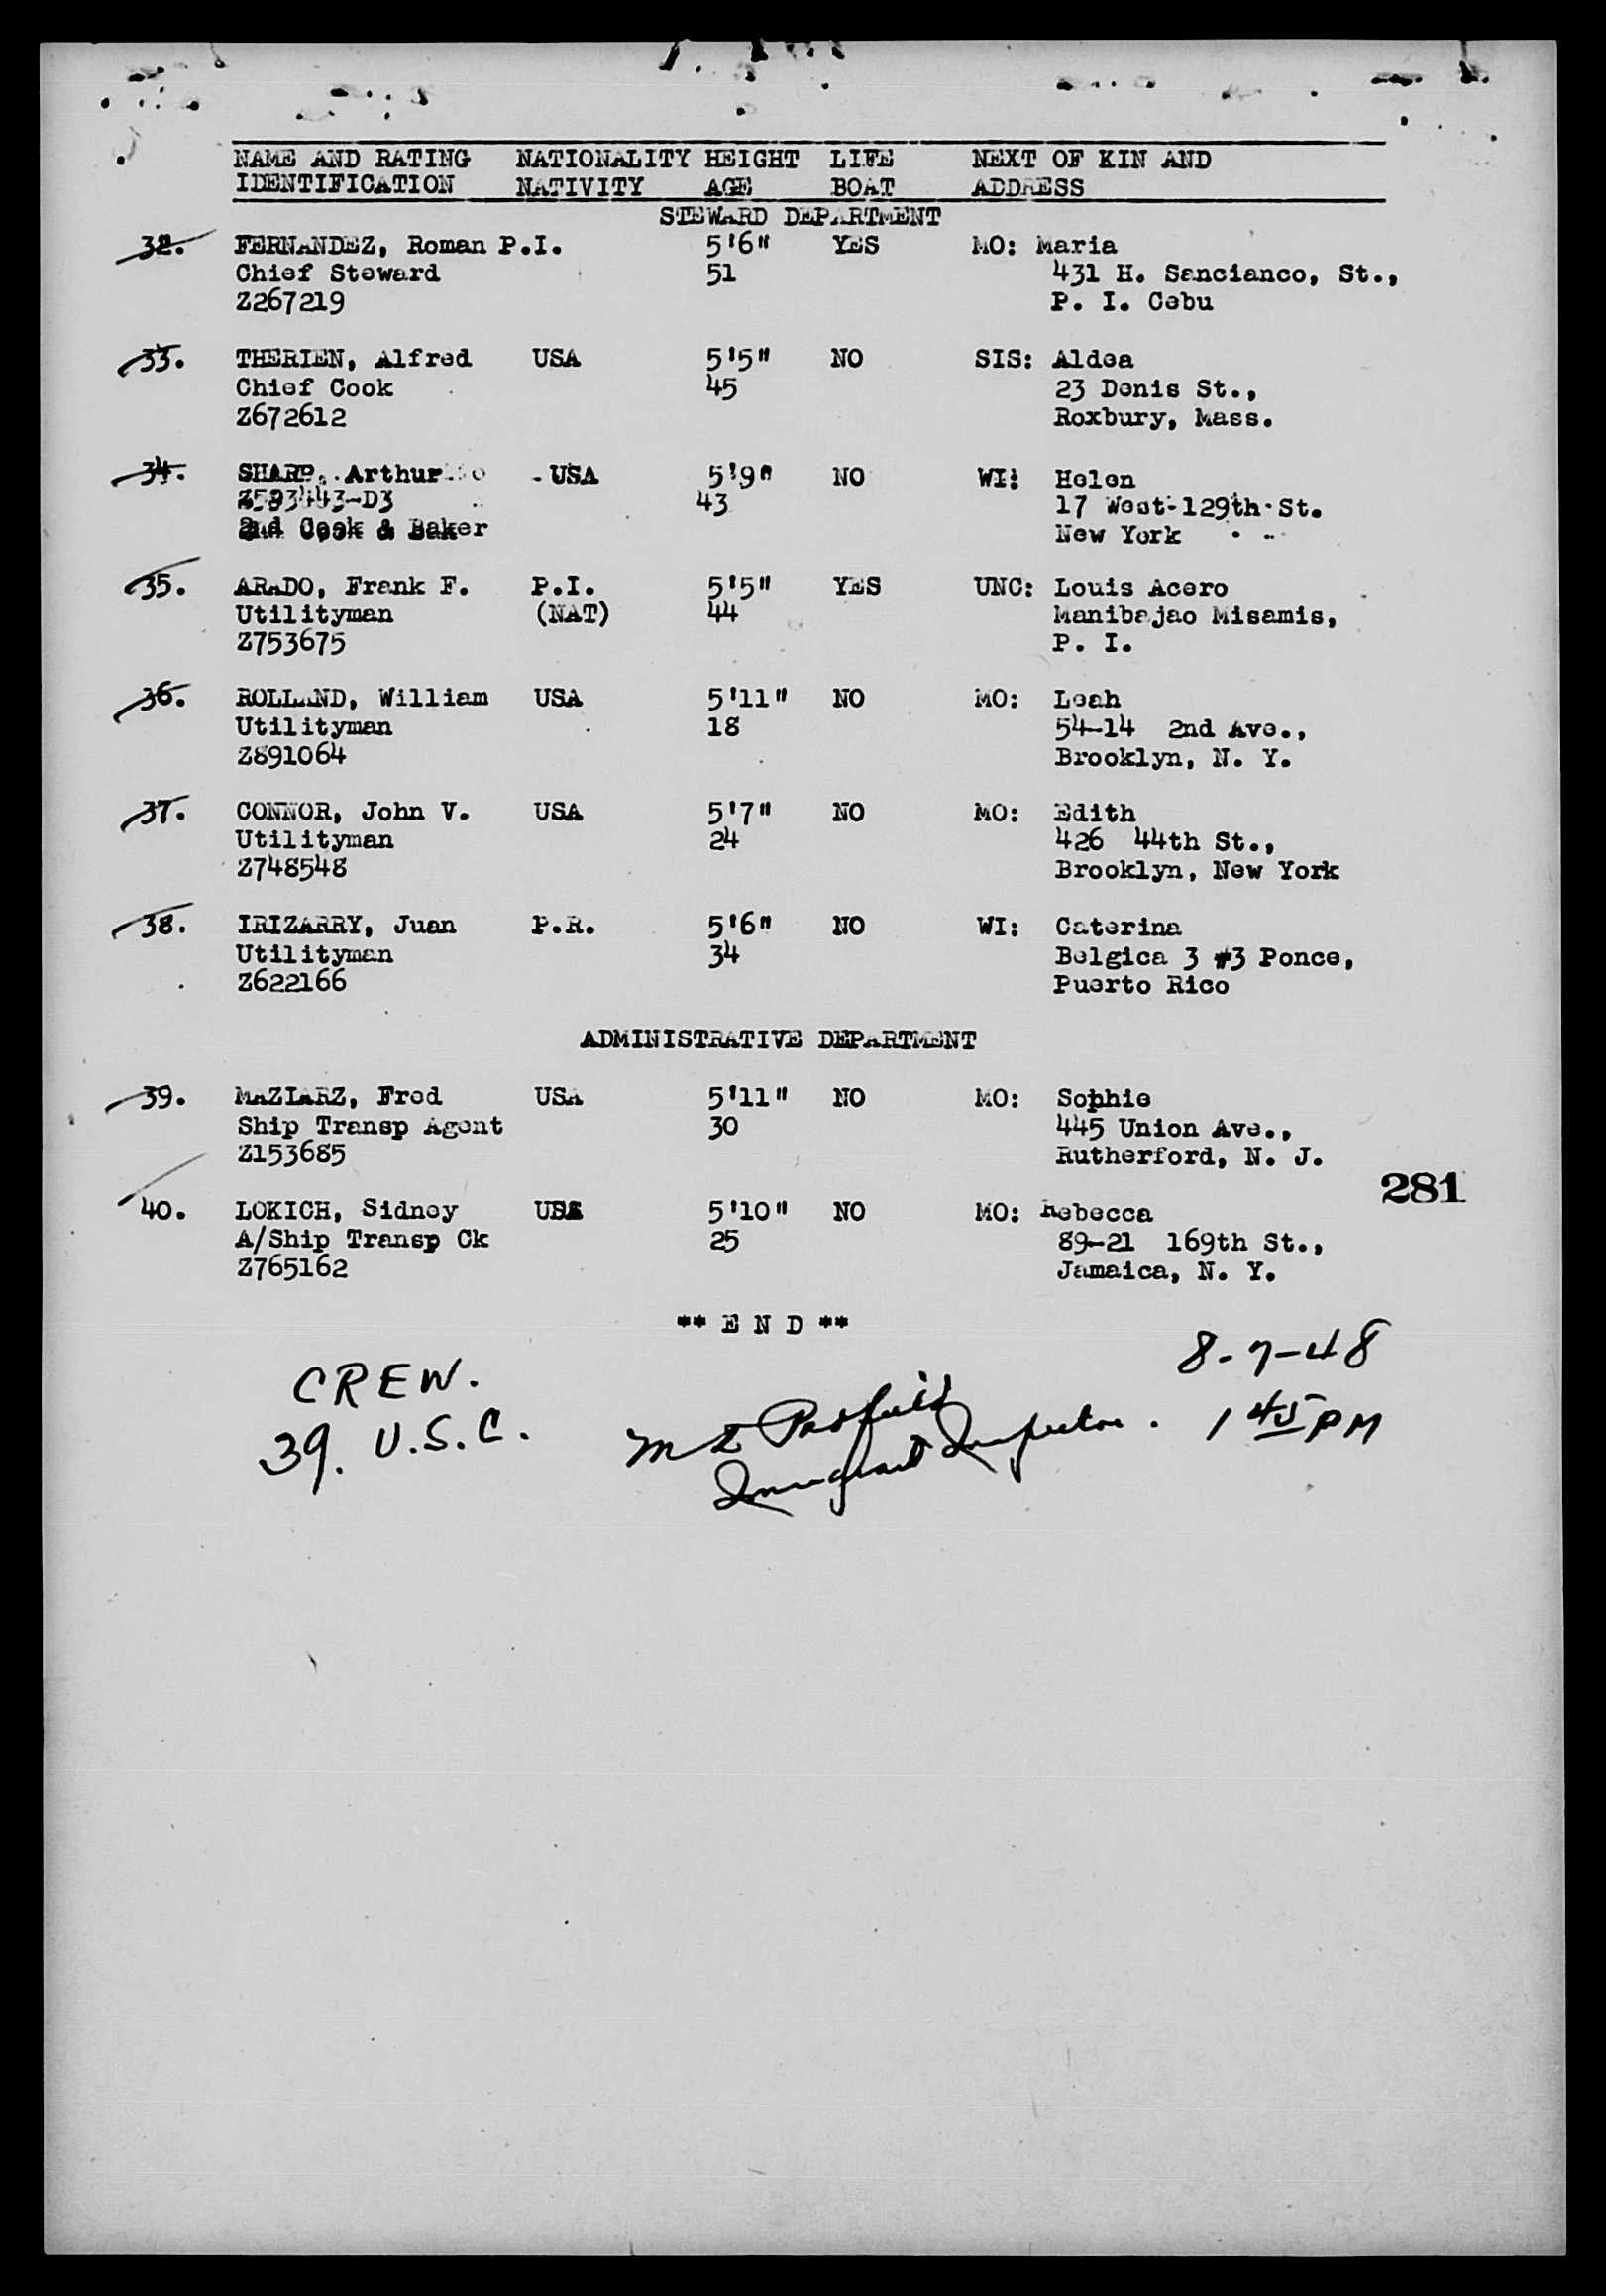 NAME AND RATING NATIONALITY HEIGHT LIFE NEXT OF KIN AND
IDENTIFICATION NATIVITY AGE BOAT ADDRESS
STEWARD DEPARTMENT
32. FERNANDEZ, Roman P.I. 5'6" YES MO: Maria
Chief Steward 51 431 H. Sancianco, St.,
Z267219 P. I. Cebu
33. THERIEN, Alfred USA 5'5" NO SIS: Aldea
Chief Cook 45 23 Denis St.,
Z672612 Roxbury, Mass.
34. SHARP, Arthur USA 5'9" NO WI: Helen
Z593443-D3 43 17 West 129th St.
2nd Cook & Baker New York
35. ARADO, Frank F. P.I. 5'5" YES UNC: Louis Acero
Utilityman (NAT) 44 Manibajao Misamis,
Z753675 P. I.
36. ROLLAND, William USA 5'11" NO MO: Leah
Utilityman 18 54-14 2nd Ave.,
Z891064 Brooklyn, N. Y.
37. CONNOR, John V. USA 5'7" NO MO: Edith
Utilityman 24 426 44th St.,
Z748548 Brooklyn, New York
38. IRIZARRY, Juan P.R. 5'6" NO WI: Caterina
Utilityman 34 Belgica 3 #3 Ponce,
Z622166 Puerto Rico
ADMINISTRATIVE DEPARTMENT
39. MAZIARZ, Fred USA 5'11" NO MO: Sophie
Ship Transp Agent 30 445 Union Ave.,
Z153685 Rutherford, N. J.
281
40. LOKICH, Sidney USA 5'10" NO MO: Rebecca
A/Ship Transp Ck 25 89-21 169th St.,
Z765162 Jamaica, N. Y.
** E N D **
8-7-48
CREW.
39. U.S.C. Immigrant Inspector. 1 45 PM